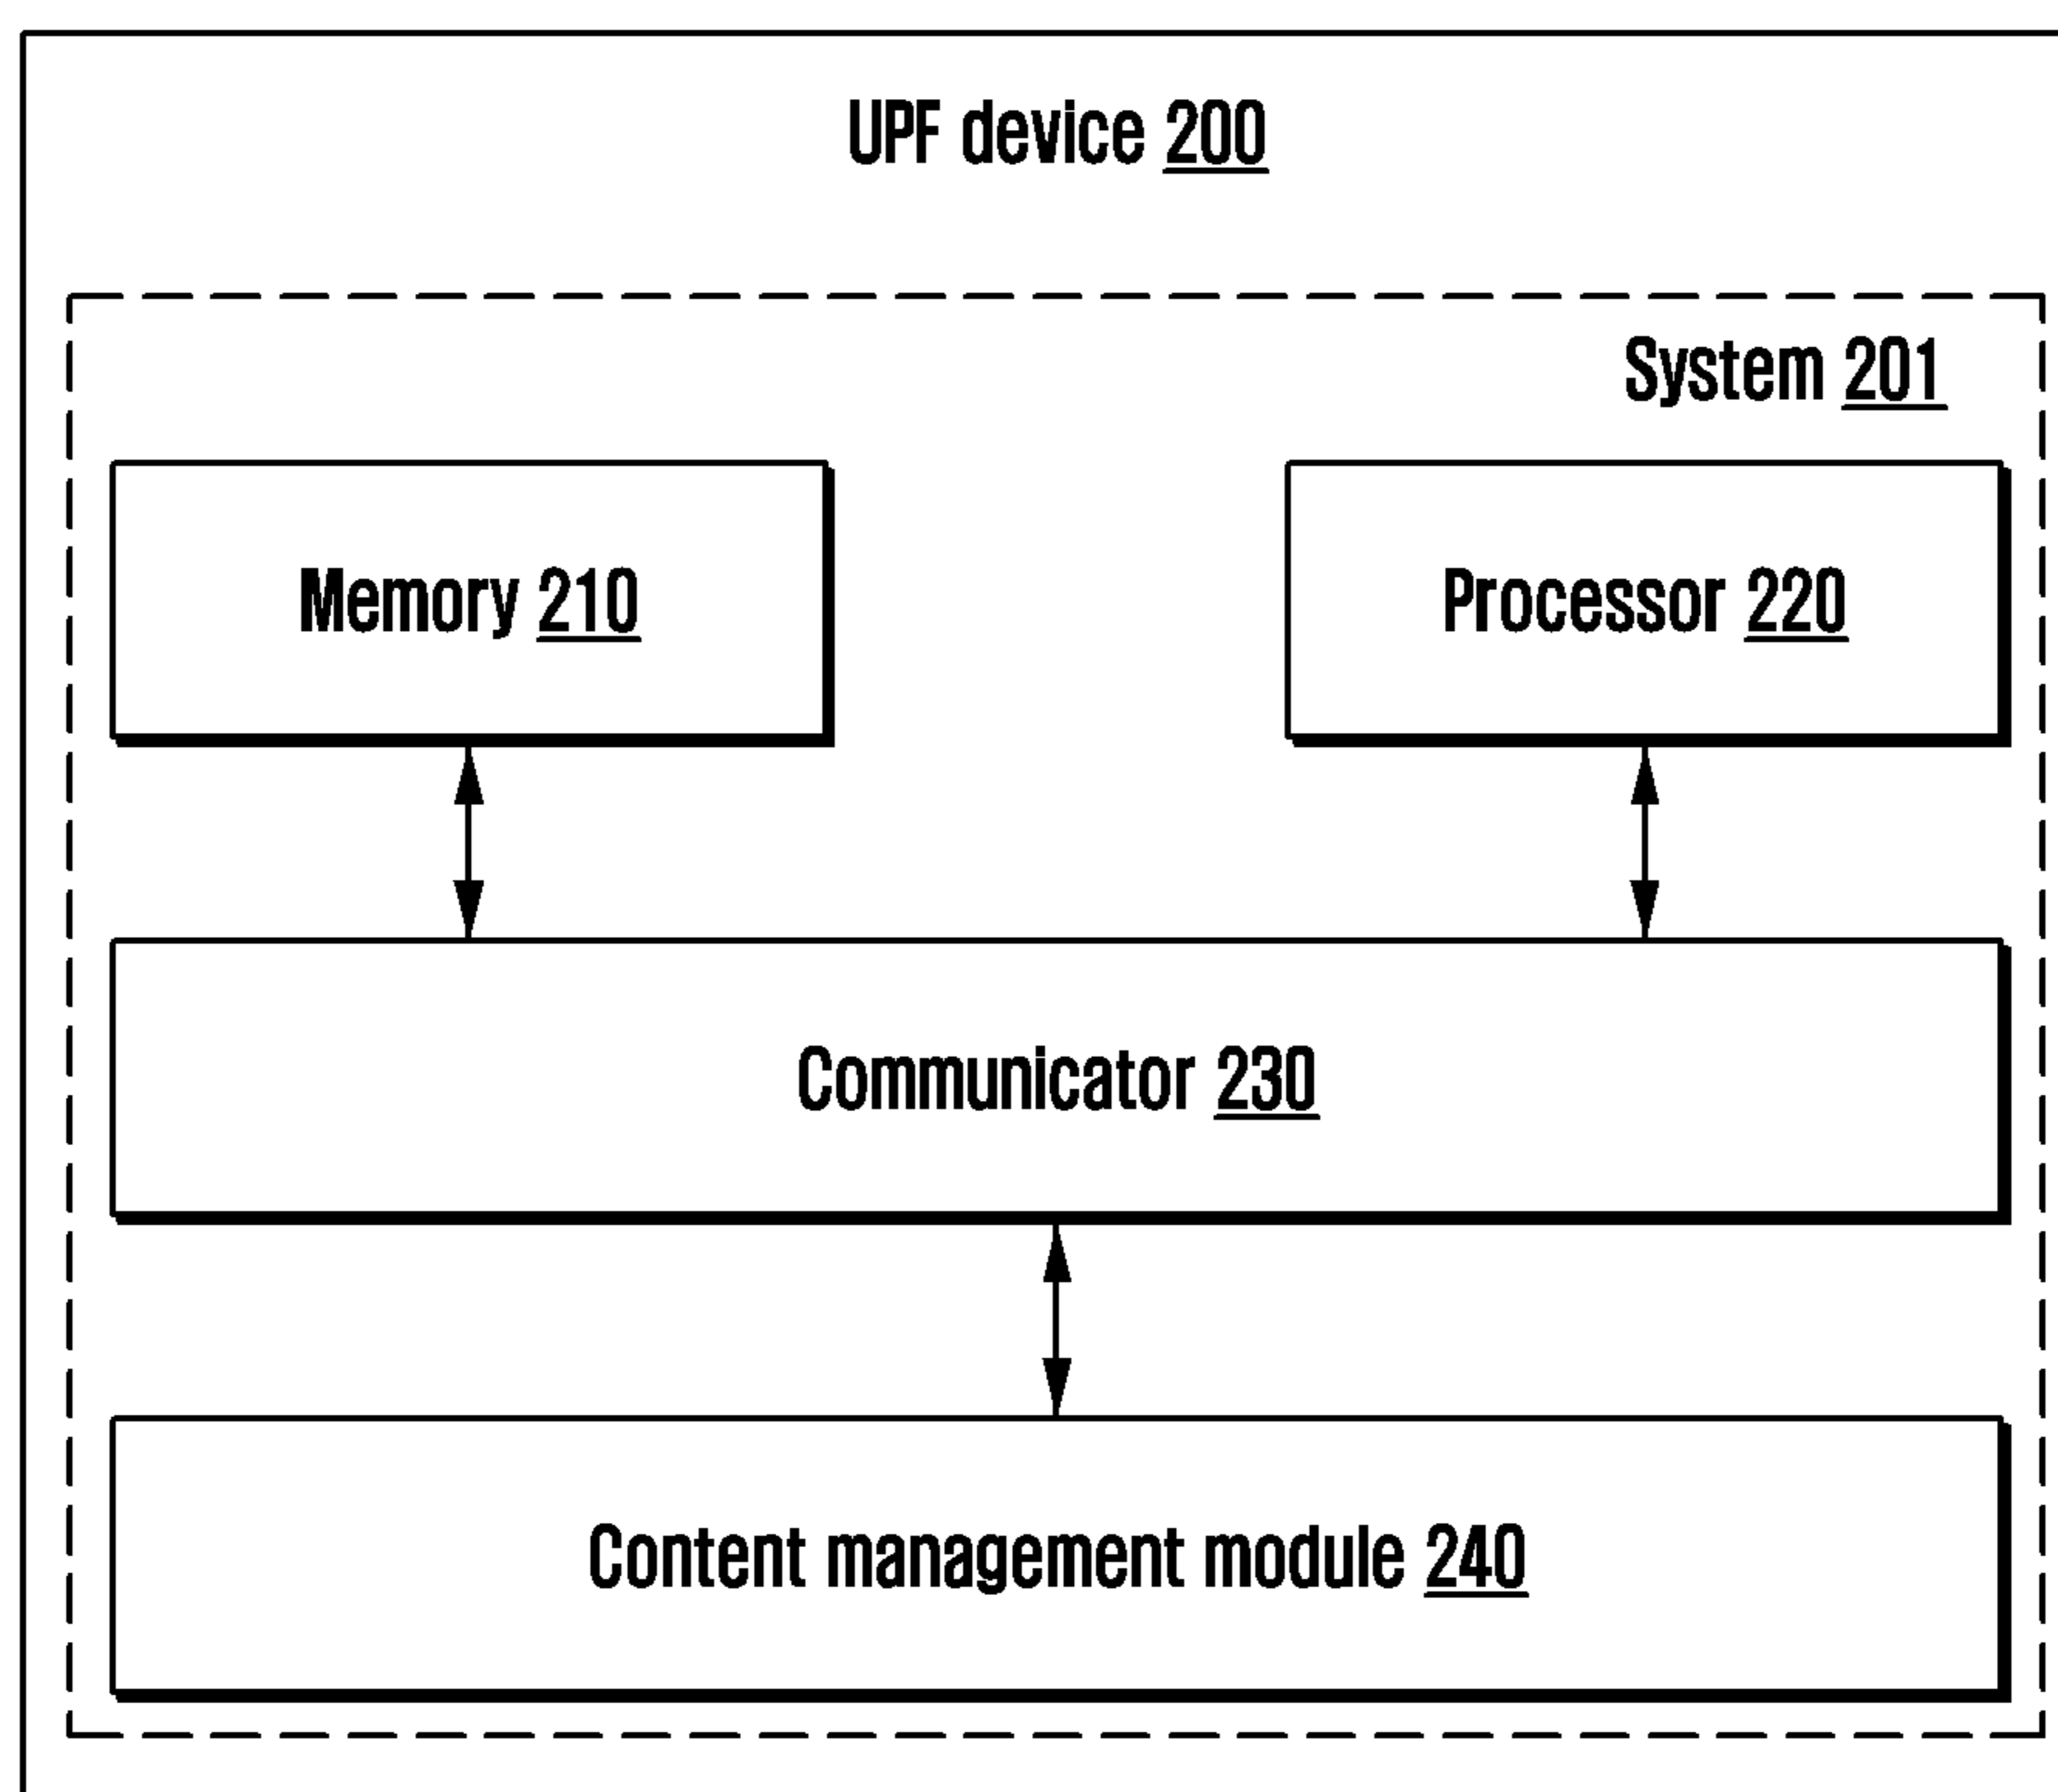 UPF device 200
System 201
Memory 210
Processor 220
Communicator 230
Content management module 240